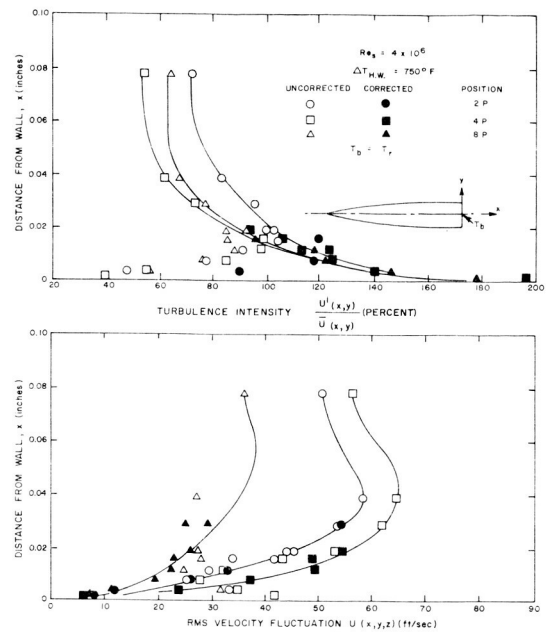 0.10
0.08
0.06
0.04
0.02
0
DISTANCE FROM WALL, x (inches)
Re_s = 4 x 10^6
△T_H.W. = 750° F
UNCORRECTED CORRECTED POSITION
2 P
4 P
8 P
T_b = T_r
y
x
T_b
20 40 60 80 100 120 140 160 180 200
TURBULENCE INTENSITY U'(x,y) / U̅(x,y) (PERCENT)
0.10
0.08
0.06
0.04
0.02
0
DISTANCE FROM WALL, x (inches)
0 10 20 30 40 50 60 70 80 90
RMS VELOCITY FLUCTUATION U (x,y,z) (ft/sec)